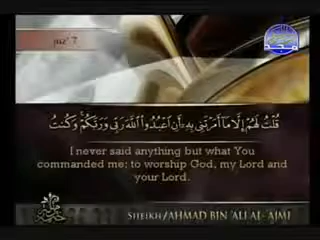 juz' 7
قُلْتُ لَهُمْ إِلَّا مَا أَمَرْتَنِي بِهِ أَنِ اعْبُدُوا اللَّهَ رَبِّي وَرَبَّكُمْ وَكُنْتُ
I never said anything but what You
commanded me: to worship God, my Lord and
your Lord.
SHEIKH/AHMAD BIN 'ALI AL-'AJMI